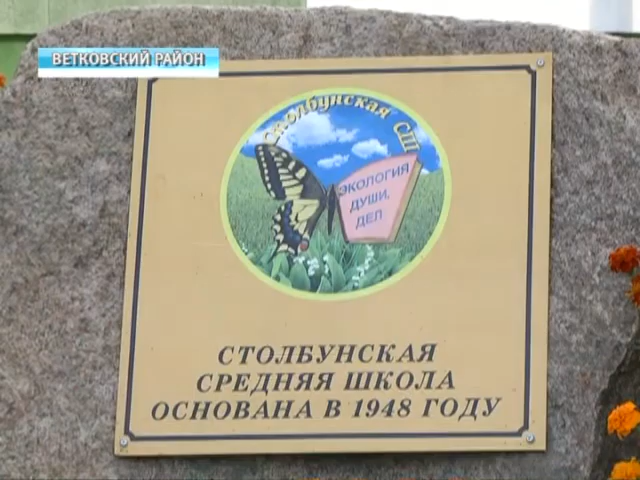 ВЕТКОВСКИЙ РАЙОН
Столбунская СШ
ЭКОЛОГИЯ
ДУШИ,
ДЕЛ
СТОЛБУНСКАЯ
СРЕДНЯЯ ШКОЛА
ОСНОВАНА В 1948 ГОДУ